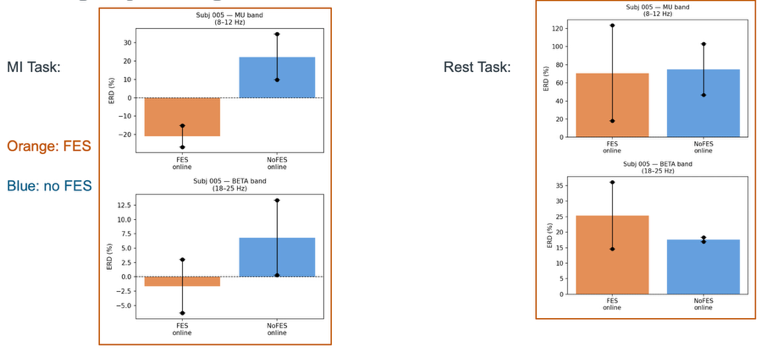 MI Task:
Orange: FES
Blue: no FES
Subj 005 — MU band
(8–12 Hz)
ERD (%)
30
20
10
0
−10
−20
FES
online
NoFES
online
Subj 005 — BETA band
(18–25 Hz)
ERD (%)
12.5
10.0
7.5
5.0
2.5
0.0
−2.5
−5.0
FES
online
NoFES
online
Rest Task:
Subj 005 — MU band
(8–12 Hz)
ERD (%)
120
100
80
60
40
20
0
FES
online
NoFES
online
Subj 005 — BETA band
(18–25 Hz)
ERD (%)
35
30
25
20
15
10
5
0
FES
online
NoFES
online